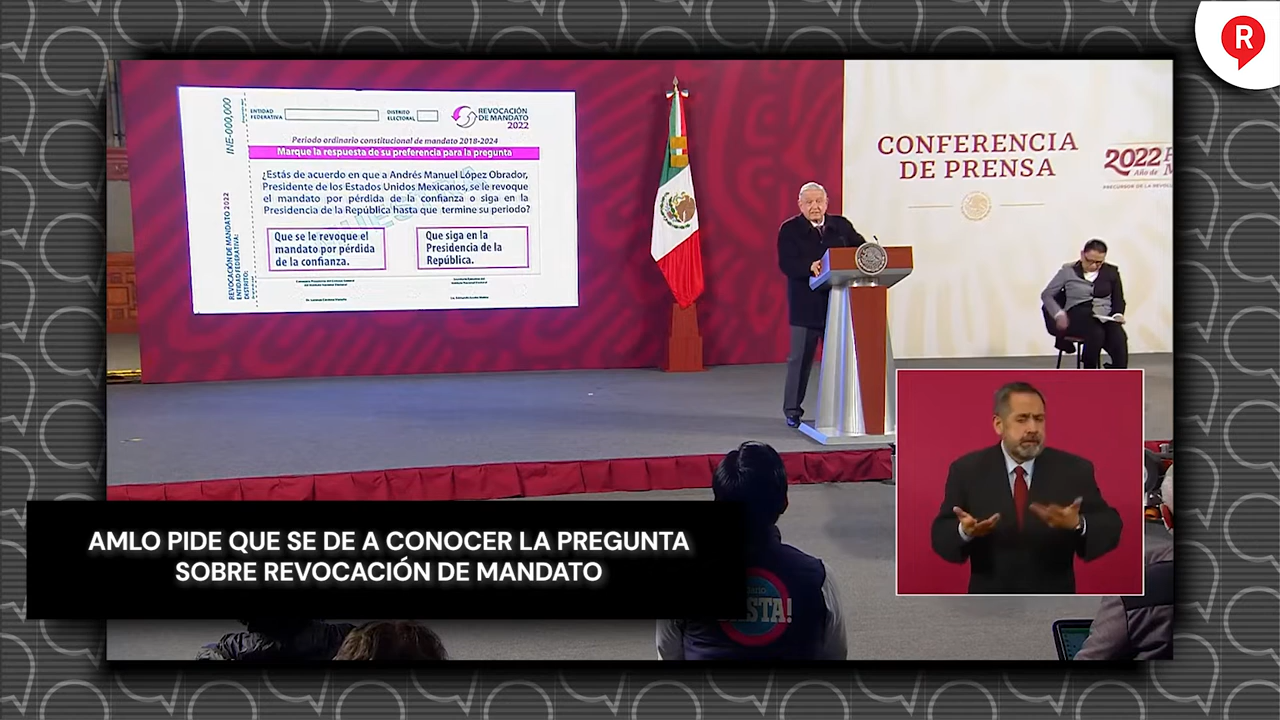 R
INE-000,000
ENTIDAD FEDERATIVA
DISTRITO ELECTORAL
REVOCACIÓN
DE MANDATO
2022
Periodo ordinario constitucional de mandato 2018-2024
Marque la respuesta de su preferencia para la pregunta
¿Estás de acuerdo en que a Andrés Manuel López Obrador,
Presidente de los Estados Unidos Mexicanos, se le revoque
el mandato por pérdida de la confianza o siga en la
Presidencia de la República hasta que termine su periodo?
Que se le revoque el
mandato por pérdida
de la confianza.
Que siga en la
Presidencia de la
República.
REVOCACIÓN DE MANDATO 2022
ENTIDAD FEDERATIVA:
DISTRITO:
CONFERENCIA
DE PRENSA
2022
Año de
AMLO PIDE QUE SE DE A CONOCER LA PREGUNTA
SOBRE REVOCACIÓN DE MANDATO